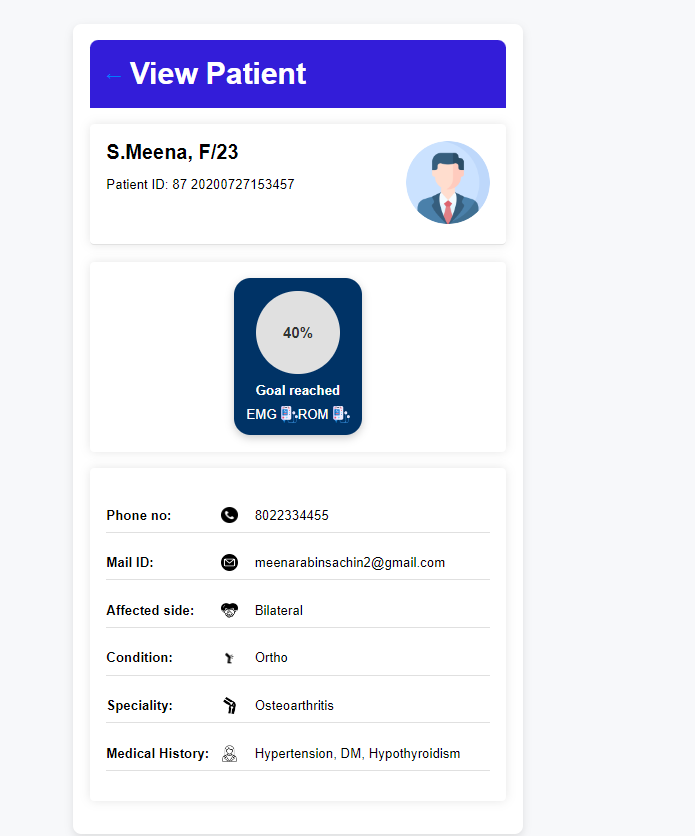 ← View Patient
S.Meena, F/23
Patient ID: 87 20200727153457
40%
Goal reached
EMG ROM
Phone no: 8022334455
Mail ID: meenarabinsachin2@gmail.com
Affected side: Bilateral
Condition: Ortho
Speciality: Osteoarthritis
Medical History: Hypertension, DM, Hypothyroidism